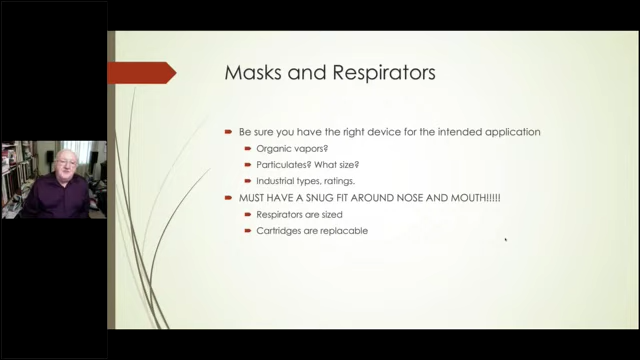 Masks and Respirators
Be sure you have the right device for the intended application
Organic vapors?
Particulates? What size?
Industrial types, ratings.
MUST HAVE A SNUG FIT AROUND NOSE AND MOUTH!!!!!
Respirators are sized
Cartridges are replacable